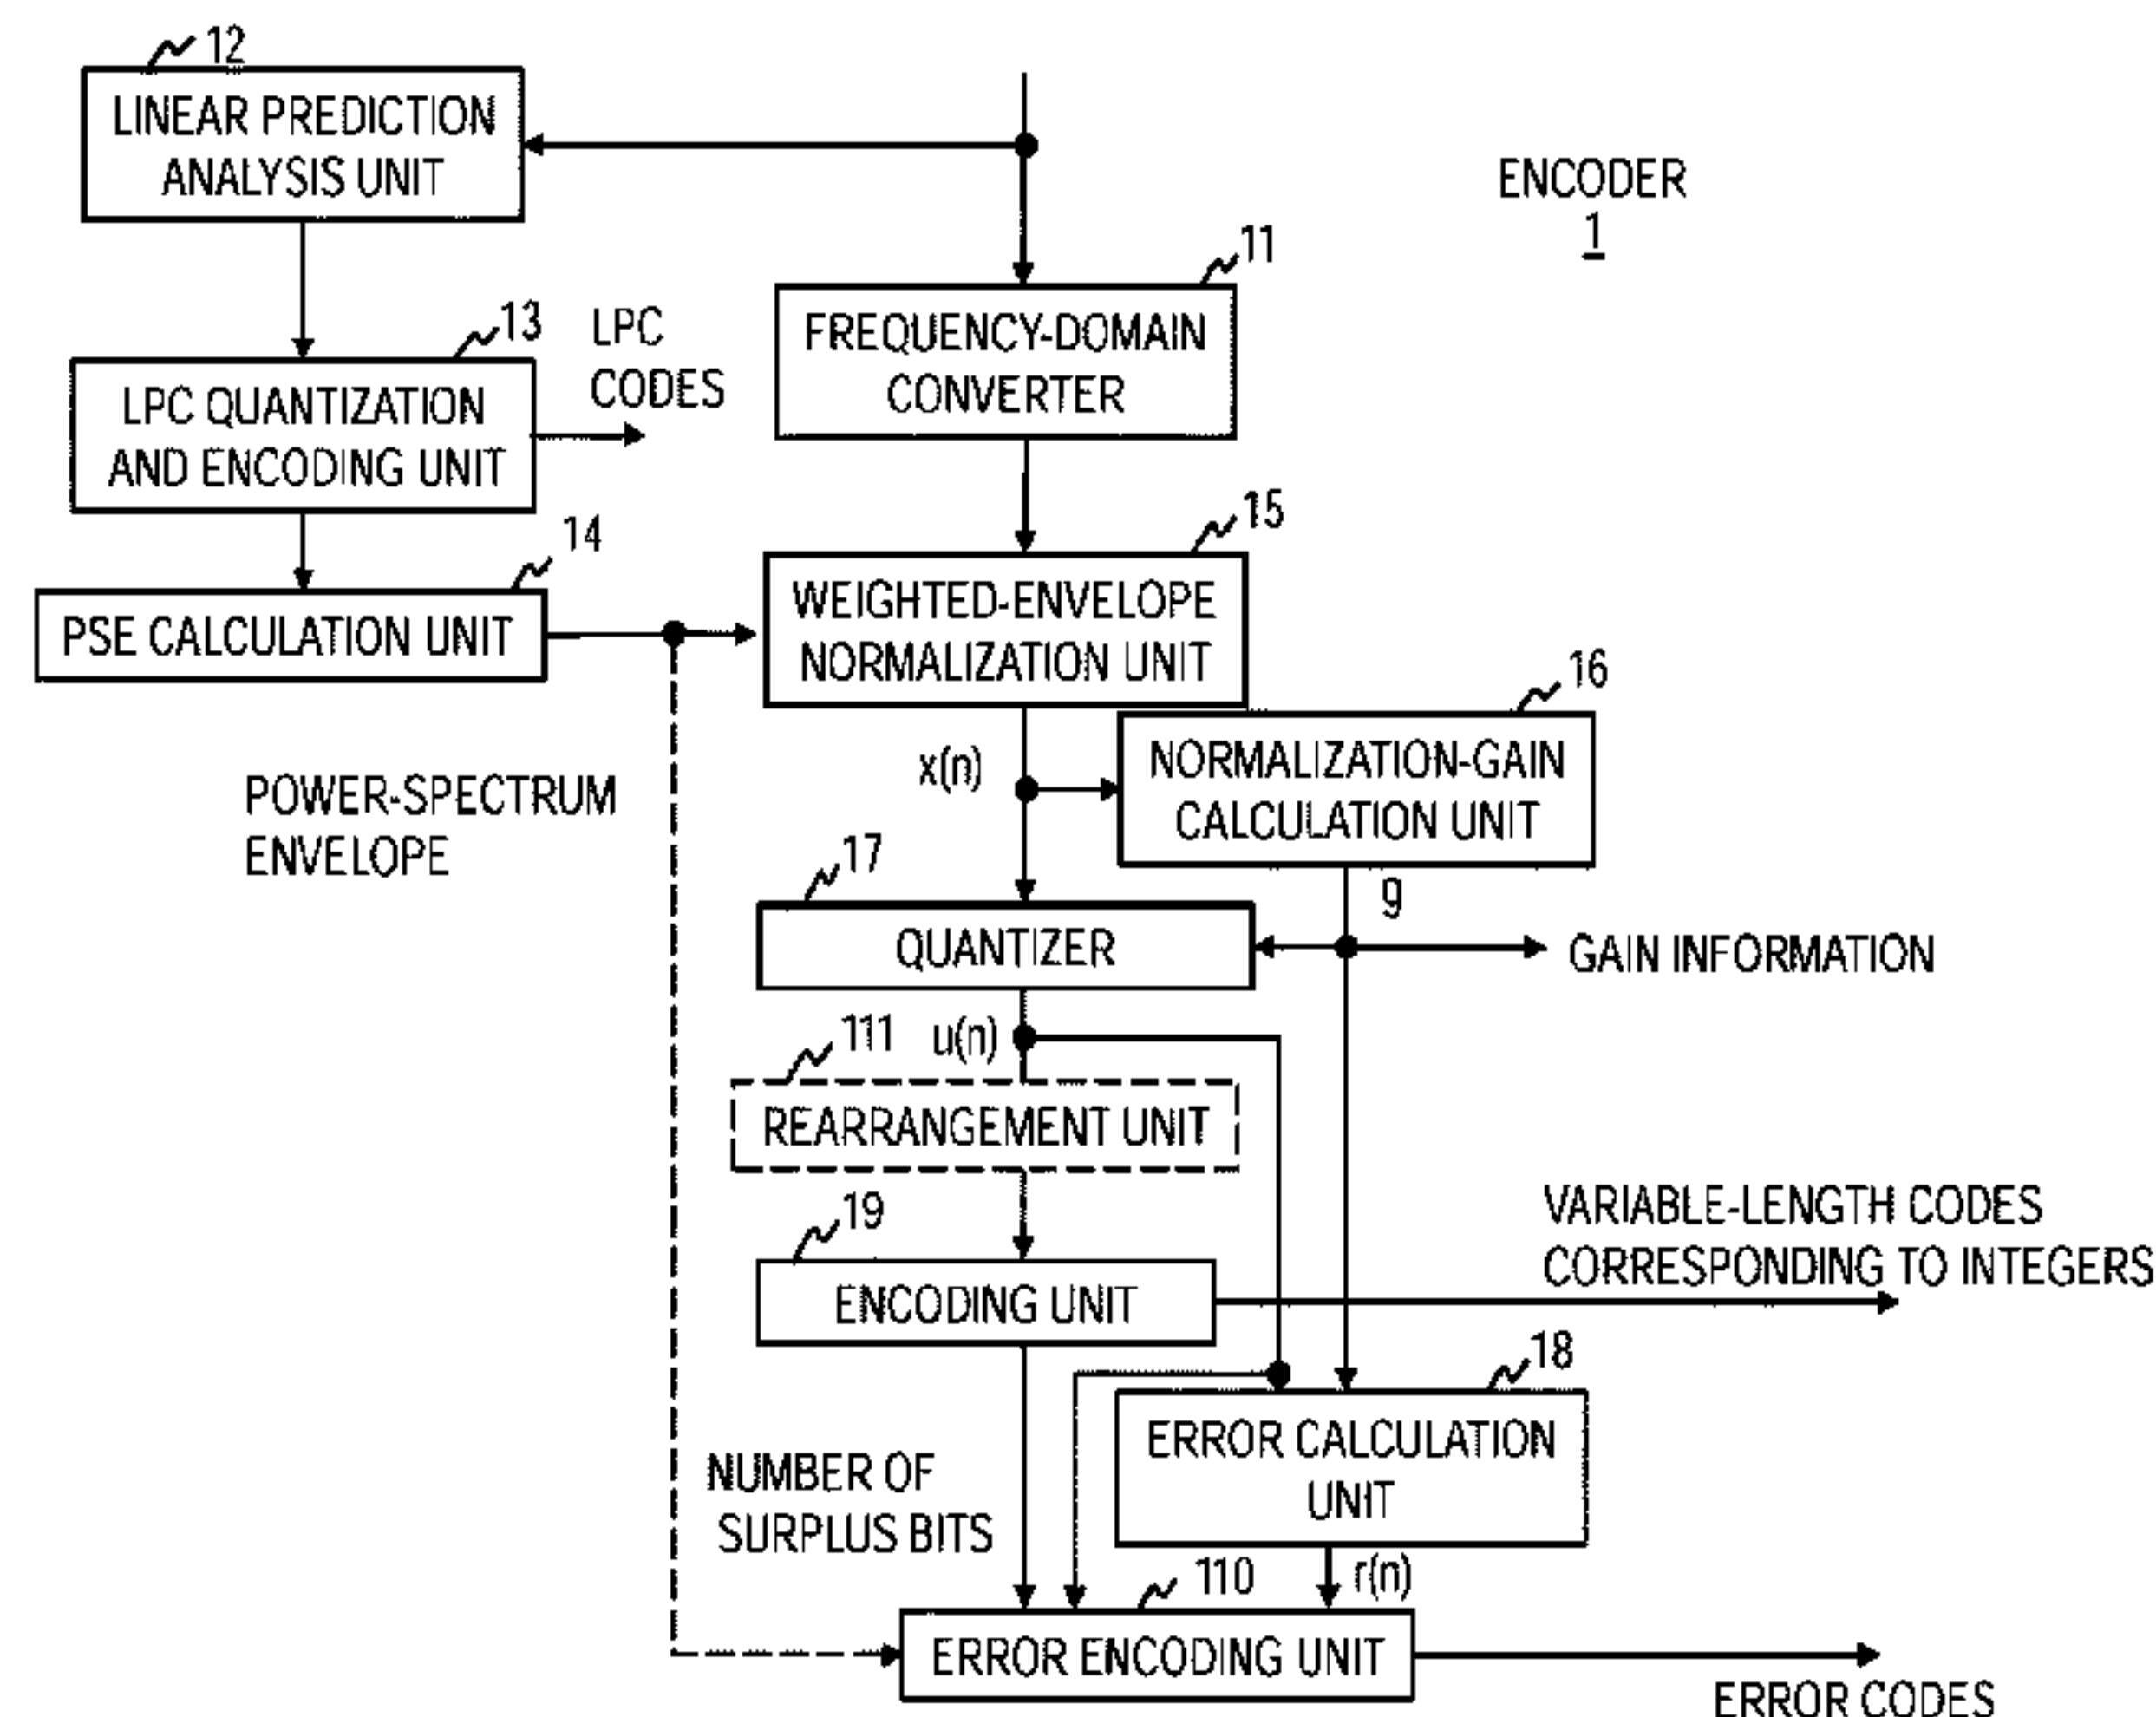 12
LINEAR PREDICTION
ANALYSIS UNIT
ENCODER
1
11
FREQUENCY-DOMAIN
CONVERTER
13
LPC
CODES
LPC QUANTIZATION
AND ENCODING UNIT
14
PSE CALCULATION UNIT
15
WEIGHTED-ENVELOPE
NORMALIZATION UNIT
16
NORMALIZATION-GAIN
CALCULATION UNIT
x(n)
POWER-SPECTRUM
ENVELOPE
17
QUANTIZER
g
GAIN INFORMATION
111
u(n)
REARRANGEMENT UNIT
19
ENCODING UNIT
VARIABLE-LENGTH CODES
CORRESPONDING TO INTEGERS
18
ERROR CALCULATION
UNIT
NUMBER OF
SURPLUS BITS
110
r(n)
ERROR ENCODING UNIT
ERROR CODES